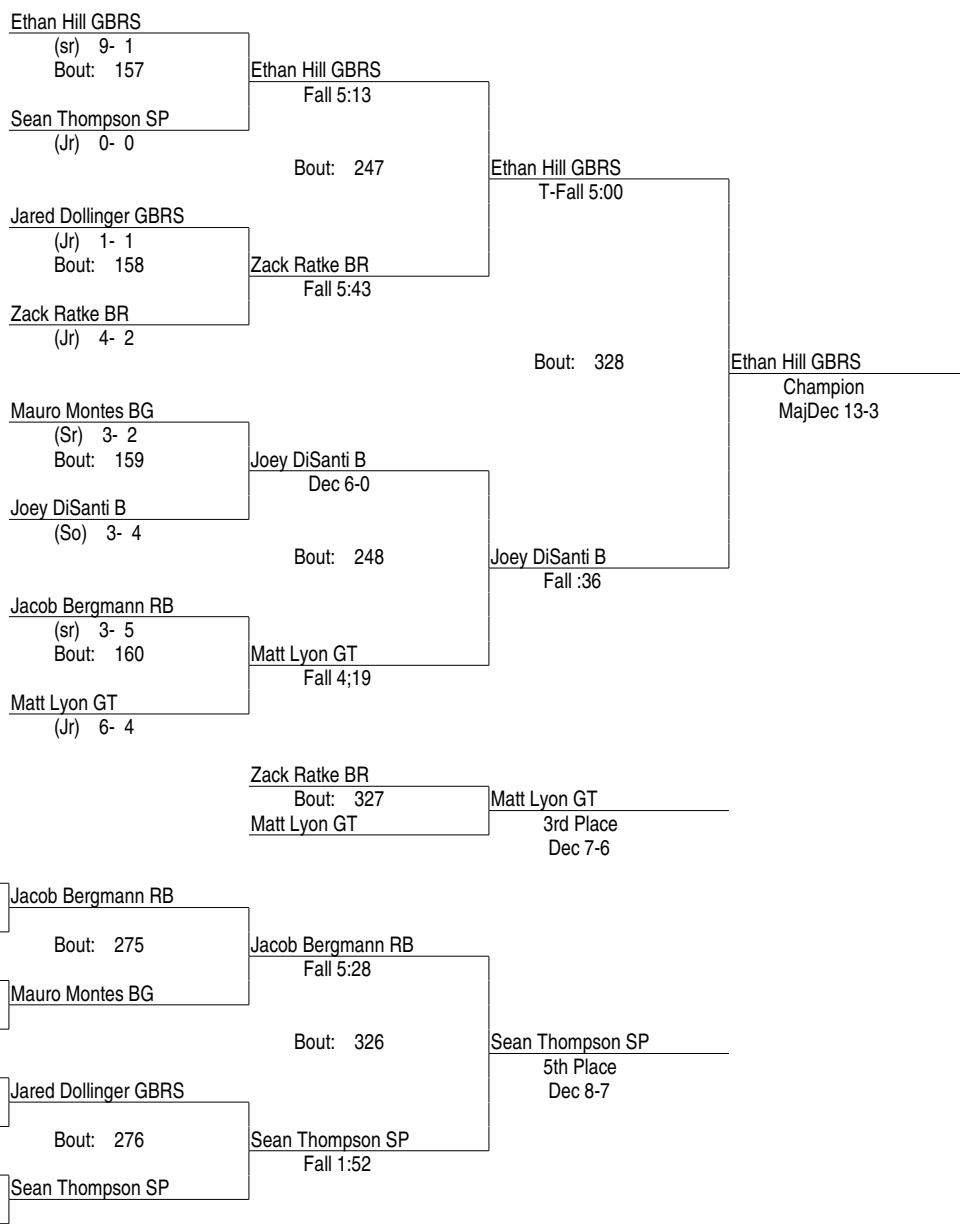 Ethan Hill GBRS
(sr) 9- 1
Bout: 157
Ethan Hill GBRS
Fall 5:13
Sean Thompson SP
(Jr) 0- 0
Bout: 247
Ethan Hill GBRS
T-Fall 5:00
Jared Dollinger GBRS
(Jr) 1- 1
Bout: 158
Zack Ratke BR
Fall 5:43
Zack Ratke BR
(Jr) 4- 2
Bout: 328
Ethan Hill GBRS
Champion
MajDec 13-3
Mauro Montes BG
(Sr) 3- 2
Bout: 159
Joey DiSanti B
Dec 6-0
Joey DiSanti B
(So) 3- 4
Bout: 248
Joey DiSanti B
Fall :36
Jacob Bergmann RB
(sr) 3- 5
Bout: 160
Matt Lyon GT
Fall 4;19
Matt Lyon GT
(Jr) 6- 4
Zack Ratke BR
Bout: 327
Matt Lyon GT
Matt Lyon GT
3rd Place
Dec 7-6
Jacob Bergmann RB
Bout: 275
Jacob Bergmann RB
Fall 5:28
Mauro Montes BG
Bout: 326
Sean Thompson SP
5th Place
Dec 8-7
Jared Dollinger GBRS
Bout: 276
Sean Thompson SP
Fall 1:52
Sean Thompson SP